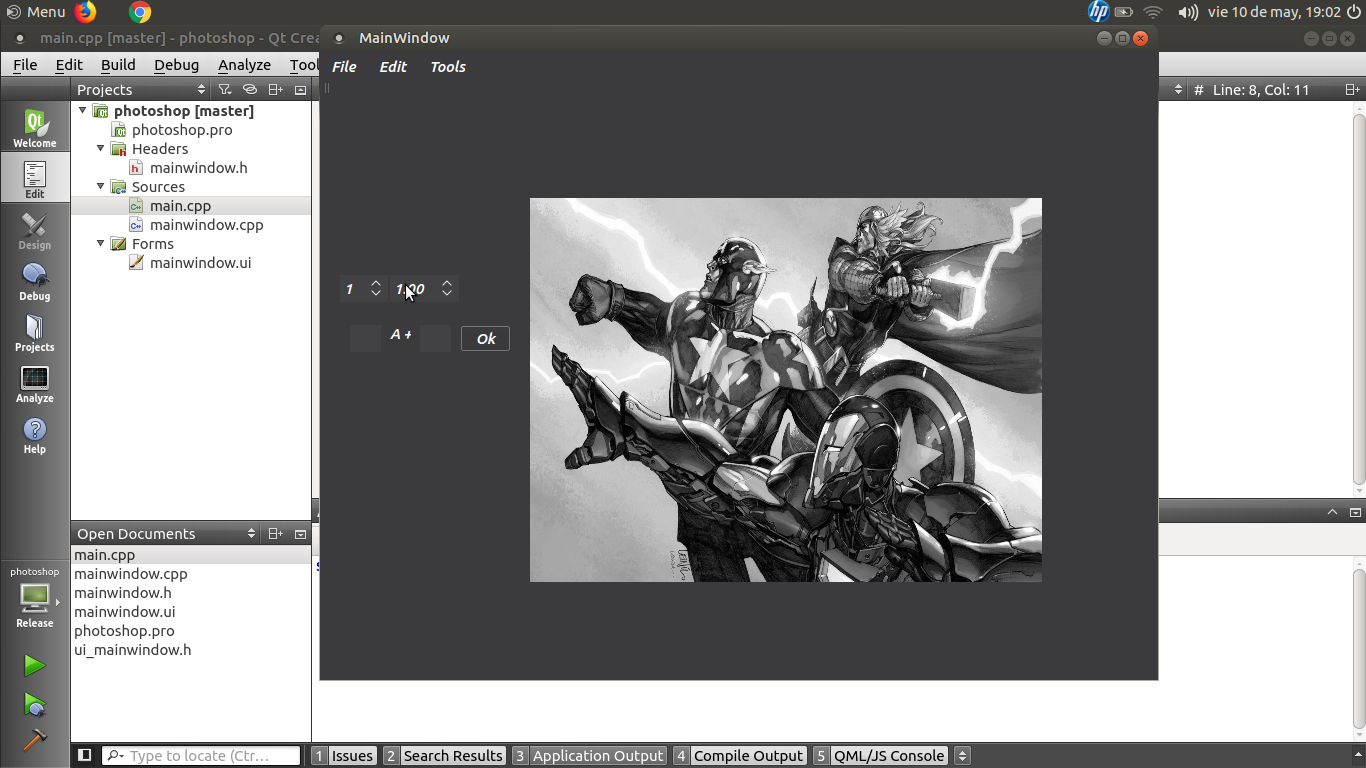 Menu
vie 10 de may, 19:02
main.cpp [master] - photoshop - Qt Crea
MainWindow
File Edit Build Debug Analyze Tool
File Edit Tools
Projects
# Line: 8, Col: 11
photoshop [master]
photoshop.pro
Headers
mainwindow.h
Sources
main.cpp
mainwindow.cpp
Forms
mainwindow.ui
Qt
Welcome
Edit
Design
Debug
Projects
Analyze
Help
1 1.00
A +
Ok
Open Documents
main.cpp
mainwindow.cpp
mainwindow.h
mainwindow.ui
photoshop.pro
ui_mainwindow.h
photoshop
Release
Type to locate (Ctr...
1 Issues
2 Search Results
3 Application Output
4 Compile Output
5 QML/JS Console